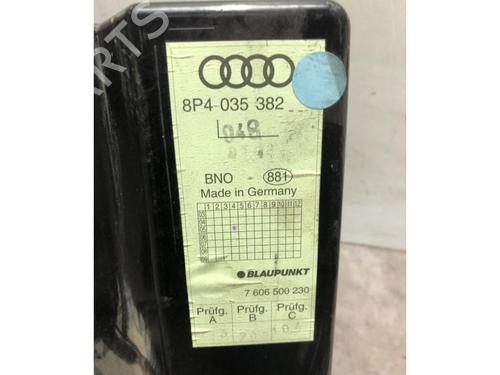 PARTS
8P4 035 382
048
BNO - 881
Made in Germany
1 2 3 4 5 6 7 8 9 10 11 12
BLAUPUNKT
7 606 500 230
Prüfg. Prüfg. Prüfg.
A B C